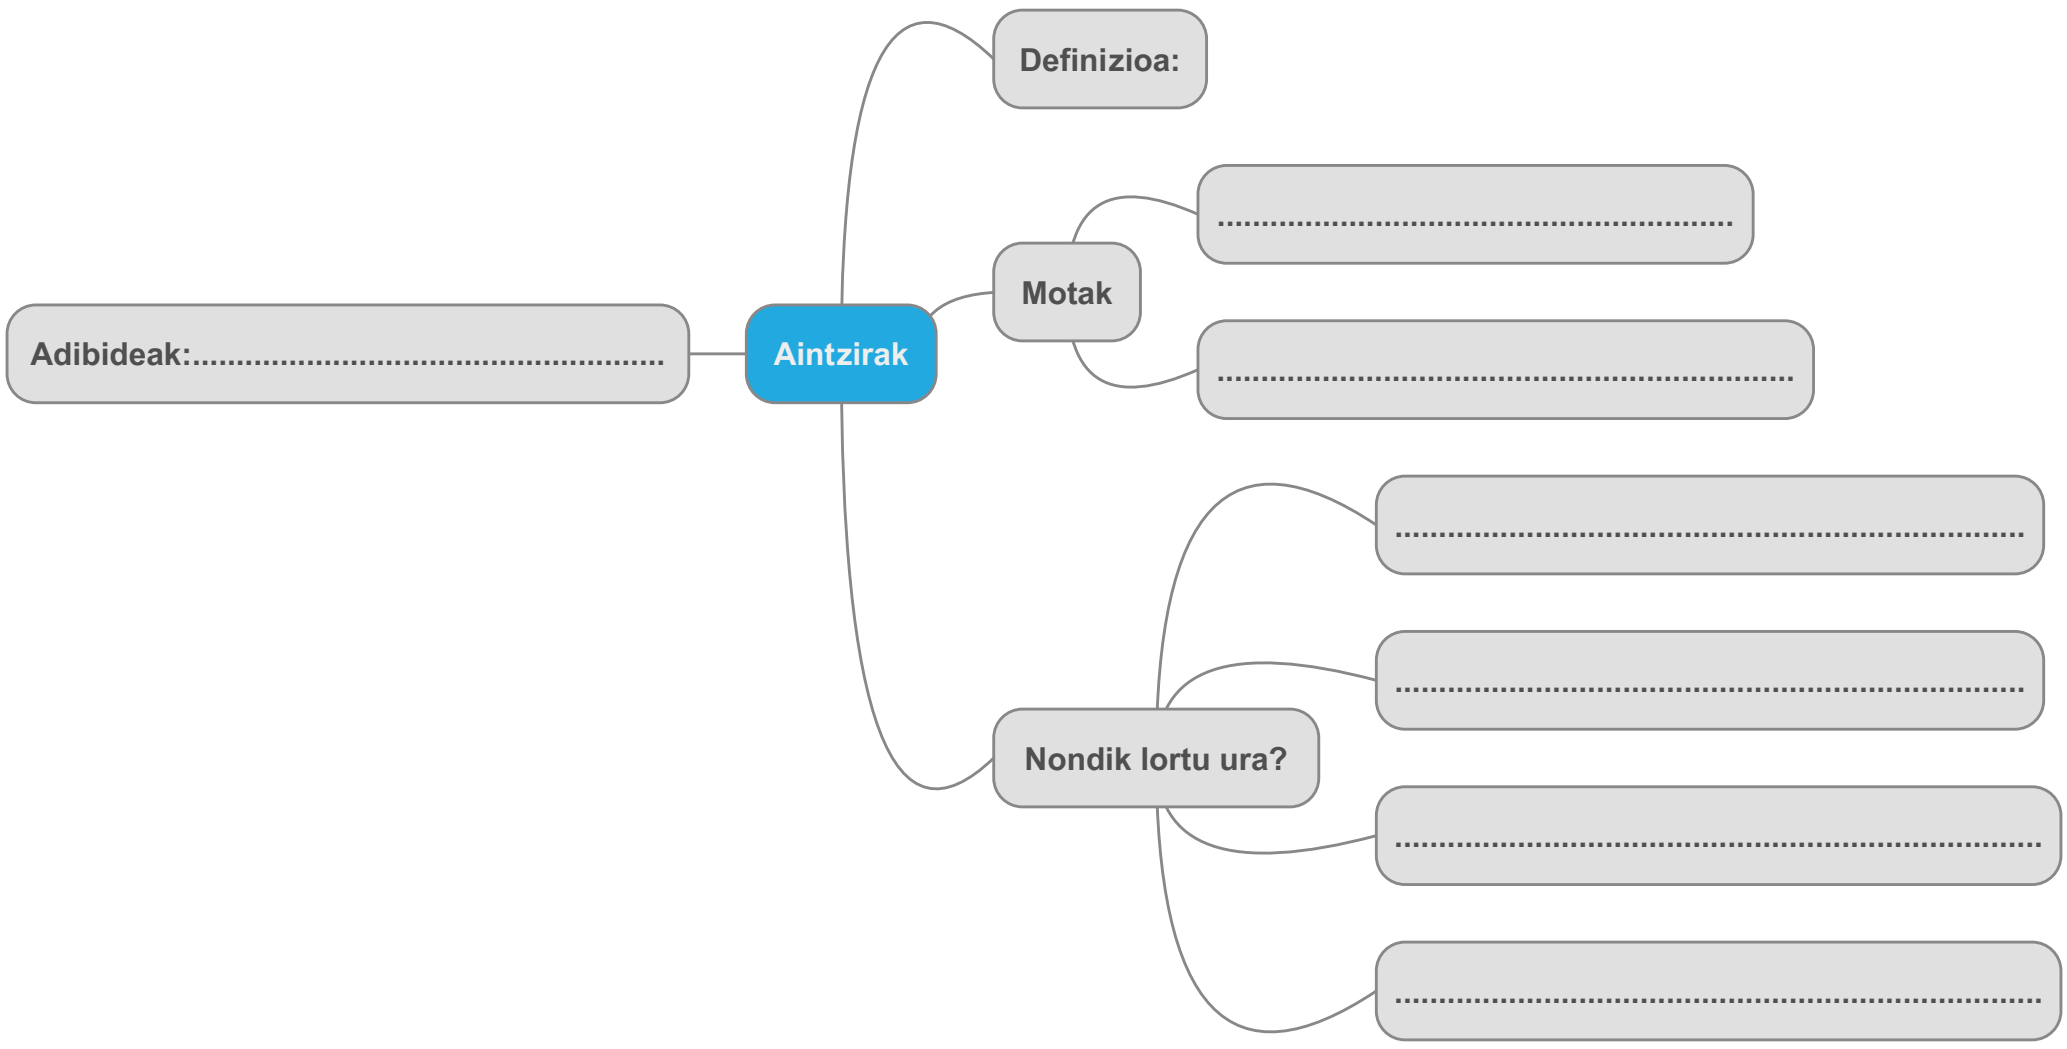 Definizioa:
...........................................................
Motak
Adibideak:......................................................
Aintzirak
..................................................................
........................................................................
........................................................................
Nondik lortu ura?
..........................................................................
..........................................................................